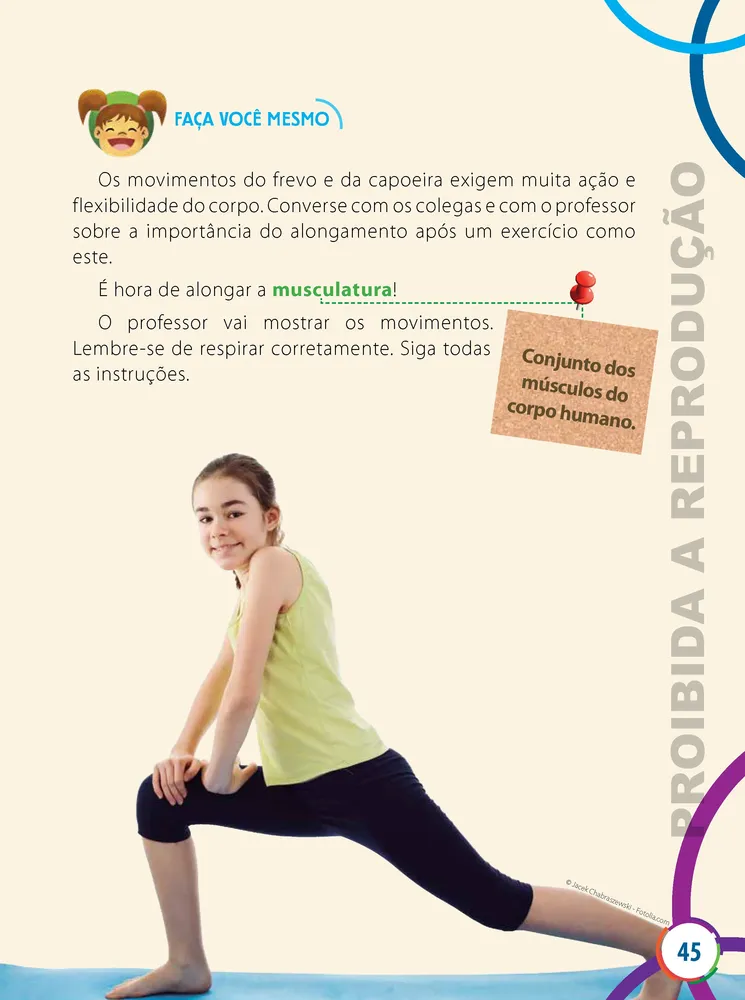 FAÇA VOCÊ MESMO
Os movimentos do frevo e da capoeira exigem muita ação e
flexibilidade do corpo. Converse com os colegas e com o professor
sobre a importância do alongamento após um exercício como
este.
É hora de alongar a musculatura!
O professor vai mostrar os movimentos.
Lembre-se de respirar corretamente. Siga todas
as instruções.
Conjunto dos
músculos do
corpo humano.
PROIBIDA A REPRODUÇÃO
© Jacek Chabraszewski - Fotolia.com
45